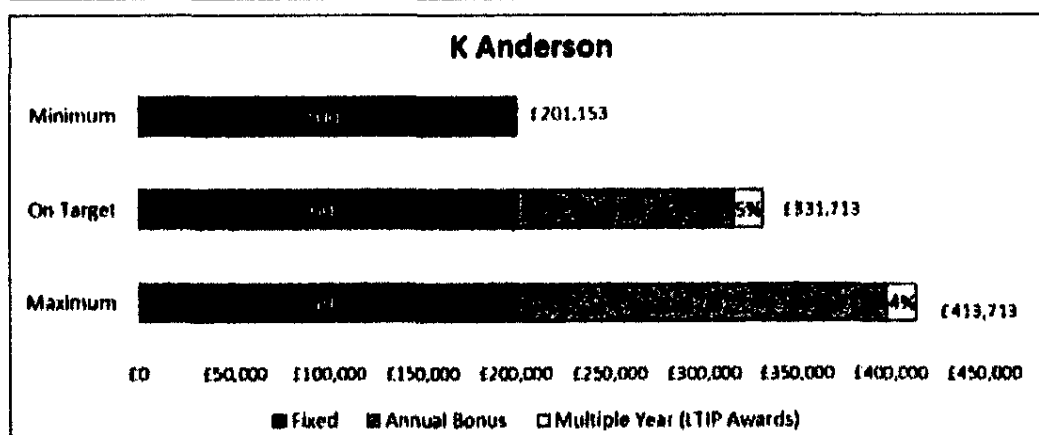 K Anderson
Minimum £201,153
On Target 5% £331,713
Maximum 4% £413,713
£0 £50,000 £100,000 £150,000 £200,000 £250,000 £300,000 £350,000 £400,000 £450,000
Fixed Annual Bonus Multiple Year (LTIP Awards)